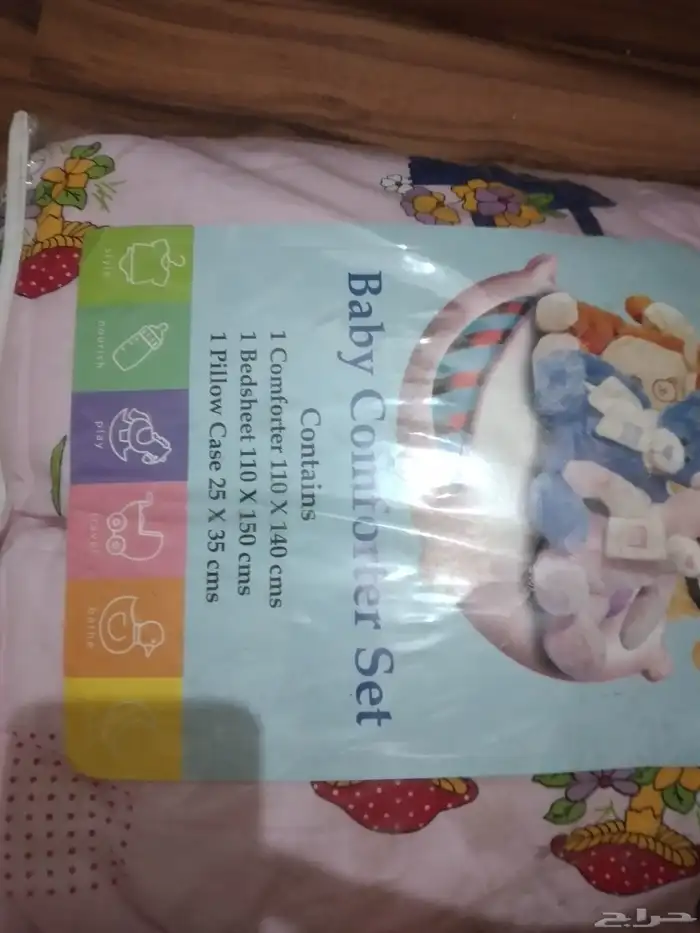 Baby Comforter Set
Contains
1 Comforter 110 X 140 cms
1 Bedsheet 110 X 150 cms
1 Pillow Case 25 X 35 cms
style
nourish
play
travel
bathe
حراج